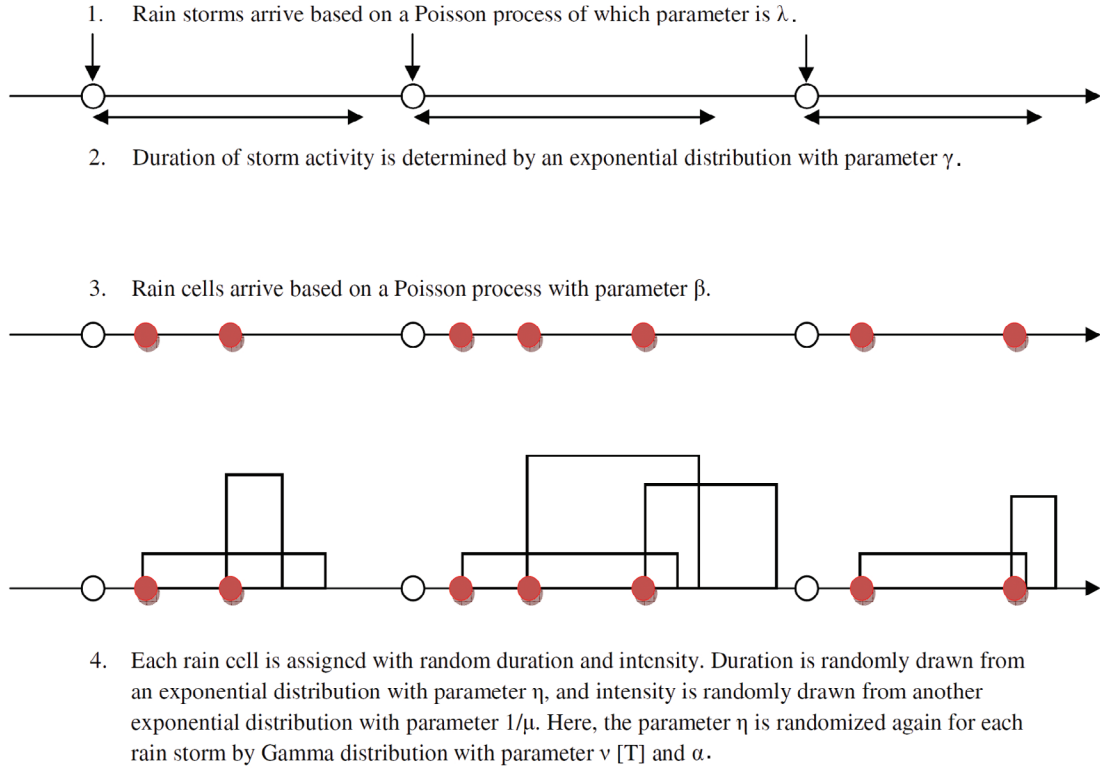 1. Rain storms arrive based on a Poisson process of which parameter is λ.
2. Duration of storm activity is determined by an exponential distribution with parameter γ.
3. Rain cells arrive based on a Poisson process with parameter β.
4. Each rain cell is assigned with random duration and intensity. Duration is randomly drawn from
an exponential distribution with parameter η, and intensity is randomly drawn from another
exponential distribution with parameter 1/μ. Here, the parameter η is randomized again for each
rain storm by Gamma distribution with parameter ν [T] and α.